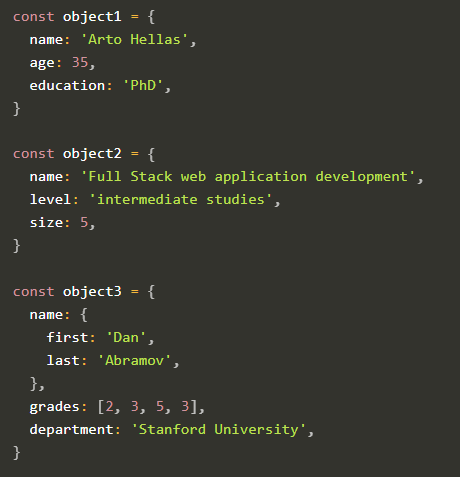 const object1 = {
  name: 'Arto Hellas',
  age: 35,
  education: 'PhD',
}

const object2 = {
  name: 'Full Stack web application development',
  level: 'intermediate studies',
  size: 5,
}

const object3 = {
  name: {
    first: 'Dan',
    last: 'Abramov',
  },
  grades: [2, 3, 5, 3],
  department: 'Stanford University',
}